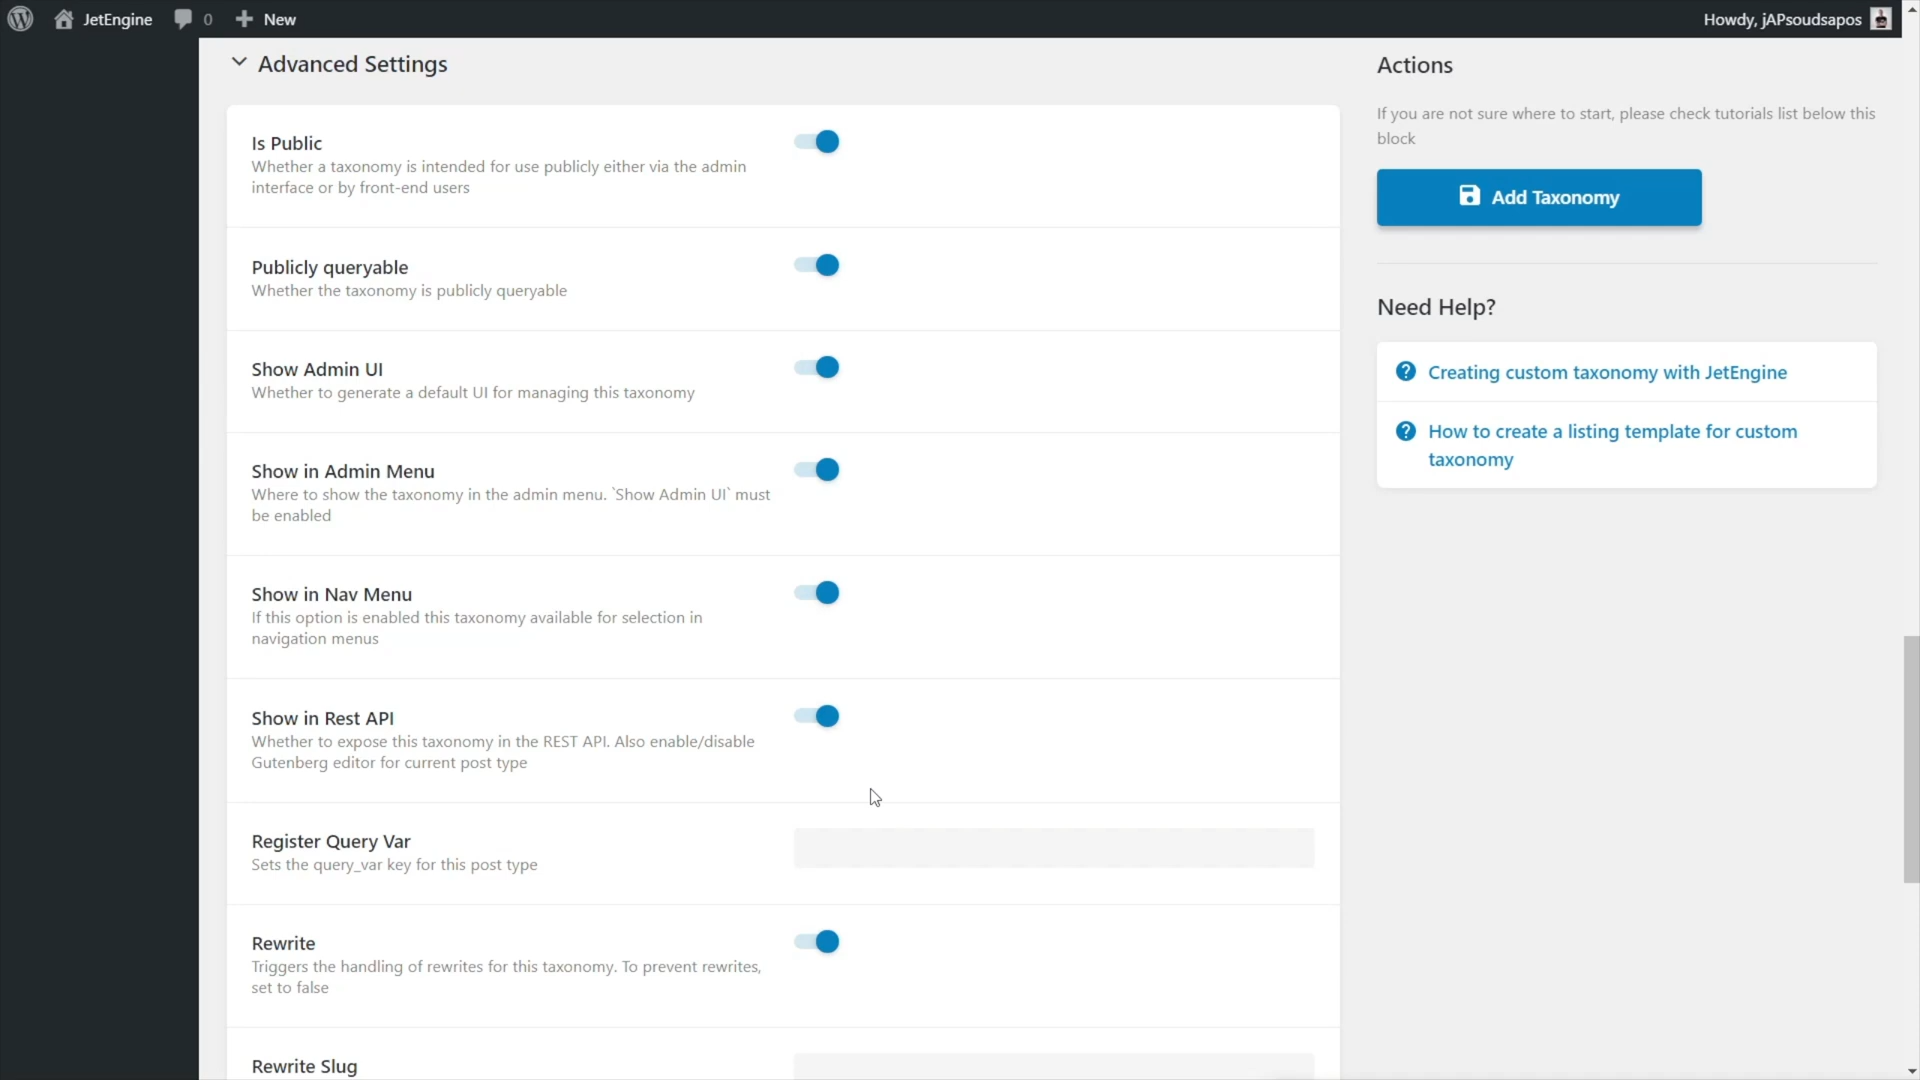 JetEngine 0 New Howdy, jAPsoudsapos
Advanced Settings
Is Public
Whether a taxonomy is intended for use publicly either via the admin
interface or by front-end users
Publicly queryable
Whether the taxonomy is publicly queryable
Show Admin UI
Whether to generate a default UI for managing this taxonomy
Show in Admin Menu
Where to show the taxonomy in the admin menu. `Show Admin UI` must
be enabled
Show in Nav Menu
If this option is enabled this taxonomy available for selection in
navigation menus
Show in Rest API
Whether to expose this taxonomy in the REST API. Also enable/disable
Gutenberg editor for current post type
Register Query Var
Sets the query_var key for this post type
Rewrite
Triggers the handling of rewrites for this taxonomy. To prevent rewrites,
set to false
Rewrite Slug
Actions
If you are not sure where to start, please check tutorials list below this
block
Add Taxonomy
Need Help?
Creating custom taxonomy with JetEngine
How to create a listing template for custom
taxonomy